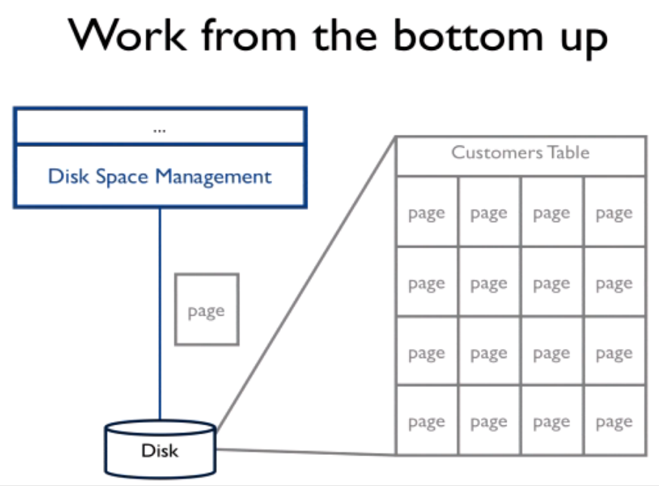 Work from the bottom up
...
Disk Space Management
Customers Table
page page page page
page
page page page page
page page page page
page page page page
Disk